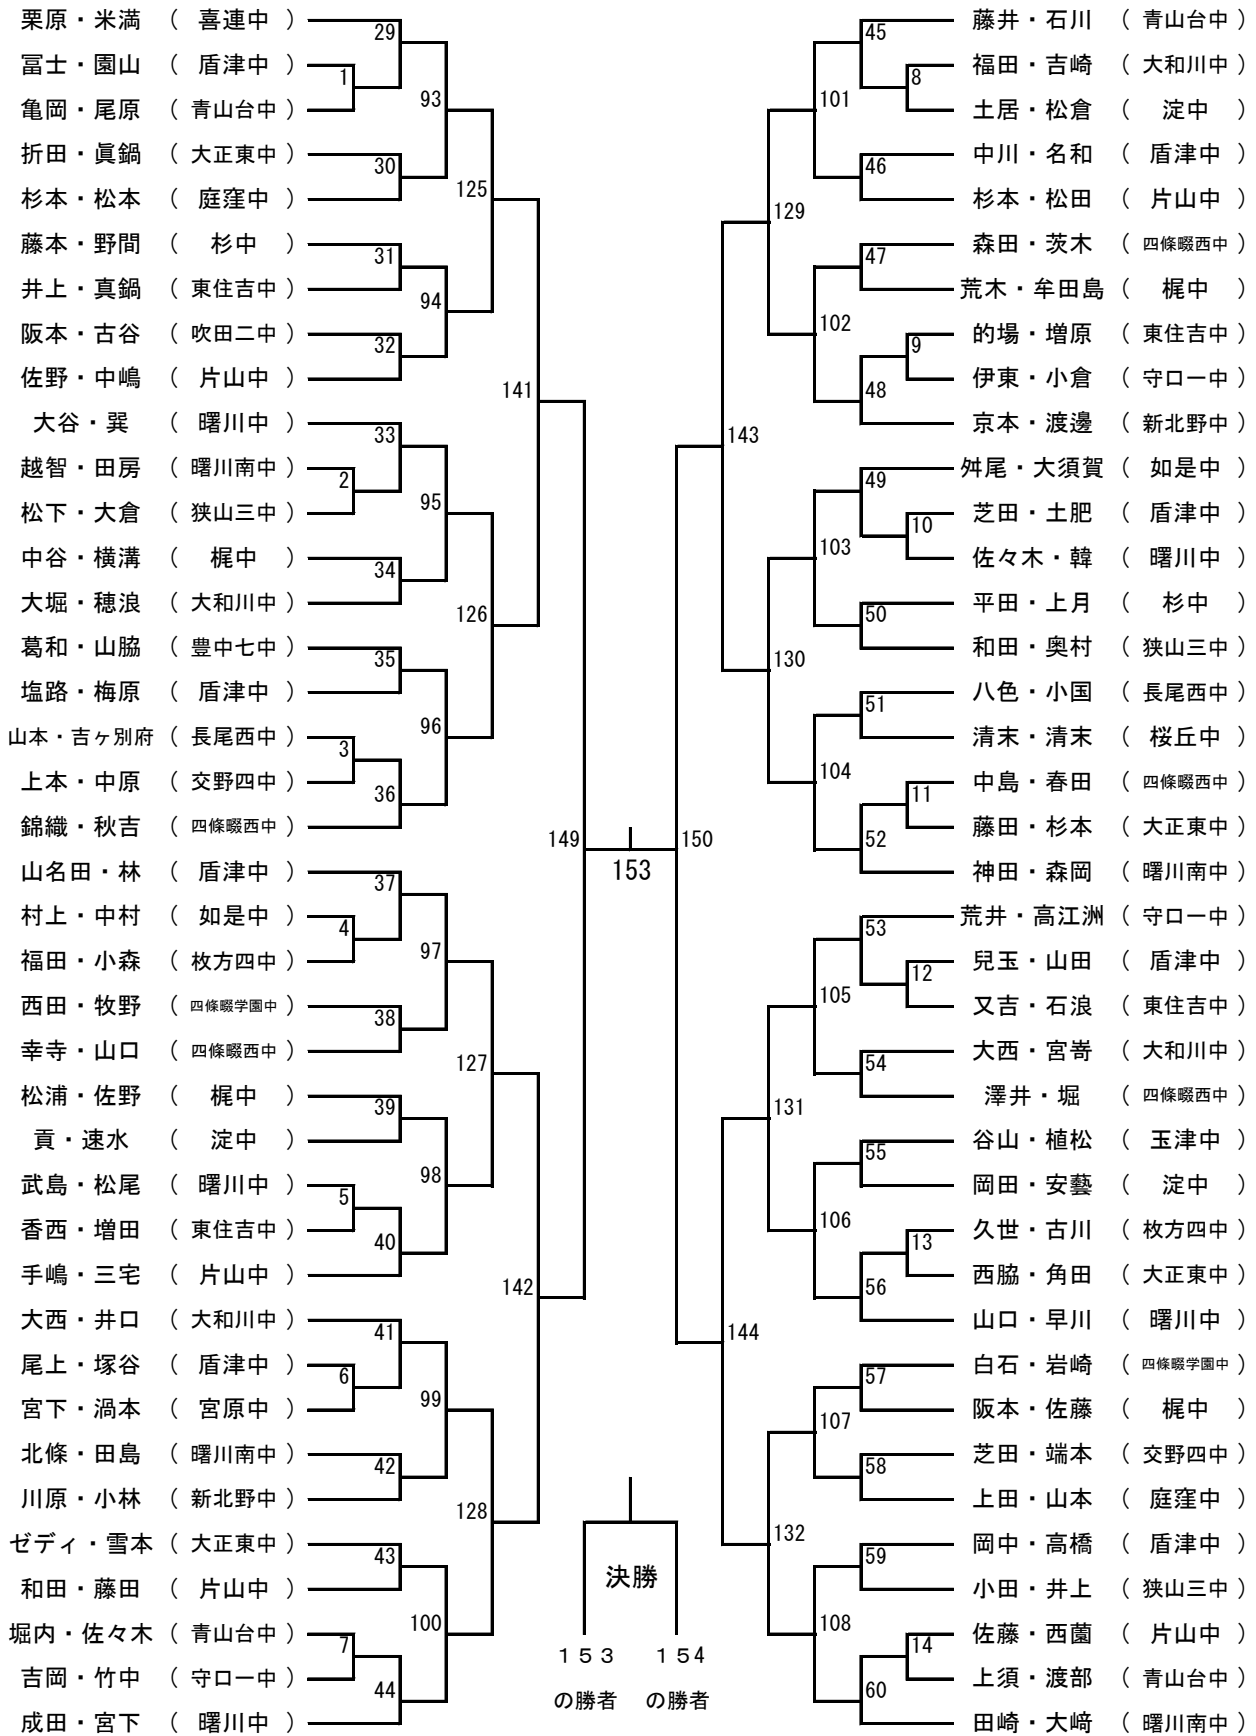 栗原・米満 （ 喜連中 ）
冨士・園山 （ 盾津中 ）
亀岡・尾原 （ 青山台中 ）
折田・眞鍋 （ 大正東中 ）
杉本・松本 （ 庭窪中 ）
藤本・野間 （ 杉中 ）
井上・真鍋 （ 東住吉中 ）
阪本・古谷 （ 吹田二中 ）
佐野・中嶋 （ 片山中 ）
大谷・巽 （ 曙川中 ）
越智・田房 （ 曙川南中 ）
松下・大倉 （ 狭山三中 ）
中谷・横溝 （ 梶中 ）
大堀・穂浪 （ 大和川中 ）
葛和・山脇 （ 豊中七中 ）
塩路・梅原 （ 盾津中 ）
山本・吉ヶ別府 （ 長尾西中 ）
上本・中原 （ 交野四中 ）
錦織・秋吉 （ 四條畷西中 ）
山名田・林 （ 盾津中 ）
村上・中村 （ 如是中 ）
福田・小森 （ 枚方四中 ）
西田・牧野 （ 四條畷学園中 ）
幸寺・山口 （ 四條畷西中 ）
松浦・佐野 （ 梶中 ）
貢・速水 （ 淀中 ）
武島・松尾 （ 曙川中 ）
香西・増田 （ 東住吉中 ）
手嶋・三宅 （ 片山中 ）
大西・井口 （ 大和川中 ）
尾上・塚谷 （ 盾津中 ）
宮下・渦本 （ 宮原中 ）
北條・田島 （ 曙川南中 ）
川原・小林 （ 新北野中 ）
ゼディ・雪本 （ 大正東中 ）
和田・藤田 （ 片山中 ）
堀内・佐々木 （ 青山台中 ）
吉岡・竹中 （ 守口一中 ）
成田・宮下 （ 曙川中 ）
29
1
93
30
125
31
94
32
141
33
2
95
34
126
35
96
3
36
149
37
4
97
38
127
39
98
5
40
142
41
6
99
42
128
43
100
7
44
153
決勝
１５３ １５４
の勝者 の勝者
45
8
101
46
129
47
102
9
48
143
49
10
103
50
130
51
104
11
52
150
53
12
105
54
131
55
106
13
56
144
57
107
58
132
59
108
14
60
藤井・石川 （ 青山台中 ）
福田・吉崎 （ 大和川中 ）
土居・松倉 （ 淀中 ）
中川・名和 （ 盾津中 ）
杉本・松田 （ 片山中 ）
森田・茨木 （ 四條畷西中 ）
荒木・牟田島 （ 梶中 ）
的場・増原 （ 東住吉中 ）
伊東・小倉 （ 守口一中 ）
京本・渡邊 （ 新北野中 ）
舛尾・大須賀 （ 如是中 ）
芝田・土肥 （ 盾津中 ）
佐々木・韓 （ 曙川中 ）
平田・上月 （ 杉中 ）
和田・奥村 （ 狭山三中 ）
八色・小国 （ 長尾西中 ）
清末・清末 （ 桜丘中 ）
中島・春田 （ 四條畷西中 ）
藤田・杉本 （ 大正東中 ）
神田・森岡 （ 曙川南中 ）
荒井・高江洲 （ 守口一中 ）
兒玉・山田 （ 盾津中 ）
又吉・石浪 （ 東住吉中 ）
大西・宮嵜 （ 大和川中 ）
澤井・堀 （ 四條畷西中 ）
谷山・植松 （ 玉津中 ）
岡田・安藝 （ 淀中 ）
久世・古川 （ 枚方四中 ）
西脇・角田 （ 大正東中 ）
山口・早川 （ 曙川中 ）
白石・岩崎 （ 四條畷学園中 ）
阪本・佐藤 （ 梶中 ）
芝田・端本 （ 交野四中 ）
上田・山本 （ 庭窪中 ）
岡中・高橋 （ 盾津中 ）
小田・井上 （ 狭山三中 ）
佐藤・西薗 （ 片山中 ）
上須・渡部 （ 青山台中 ）
田崎・大﨑 （ 曙川南中 ）